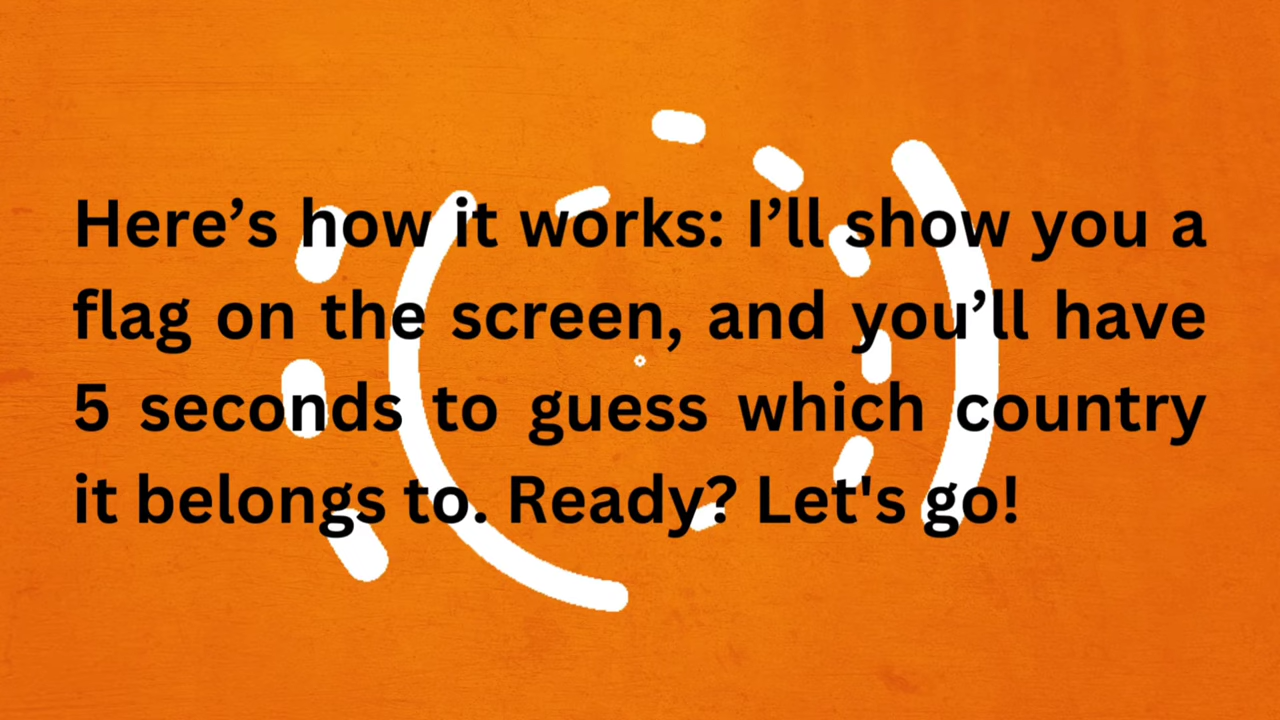 Here’s how it works: I’ll show you a
flag on the screen, and you’ll have
5 seconds to guess which country
it belongs to. Ready? Let's go!